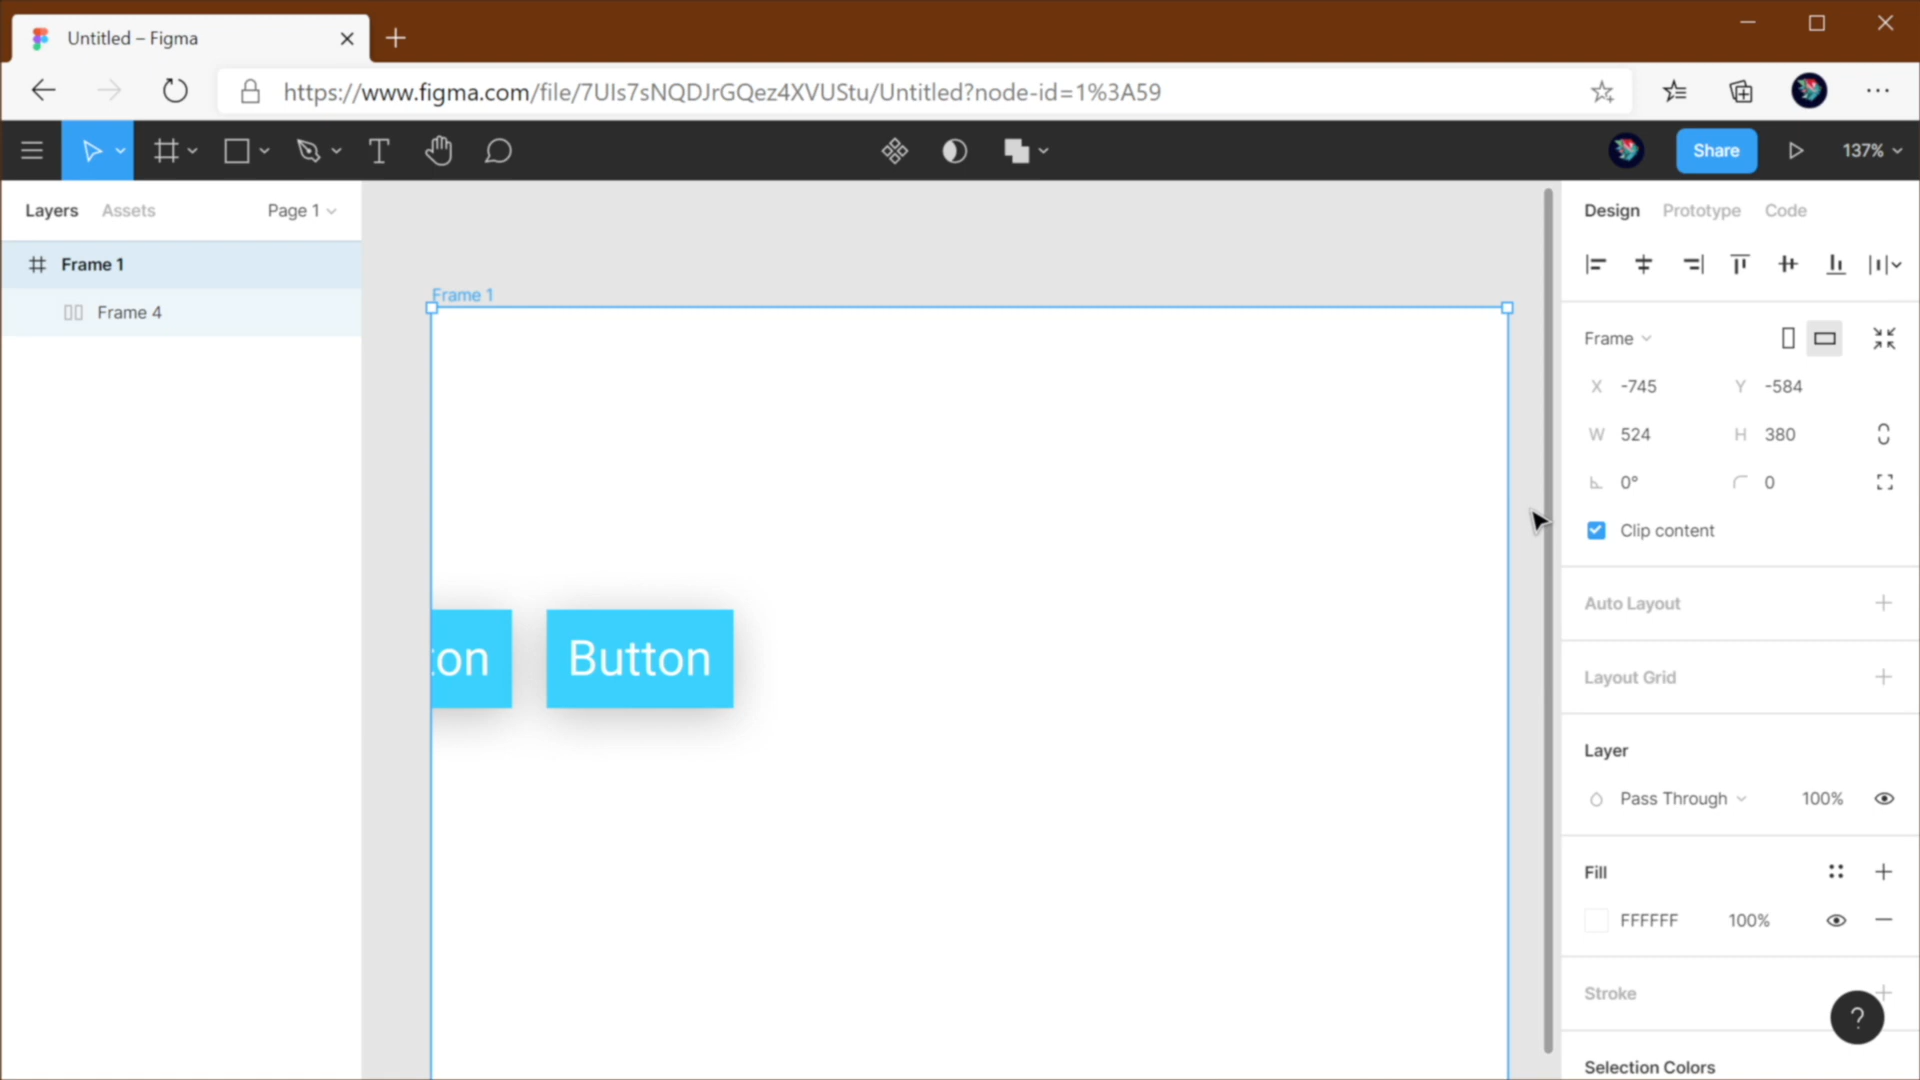 Untitled – Figma
https://www.figma.com/file/7UIs7sNQDJrGQez4XVUStu/Untitled?node-id=1%3A59
Share
137%
Layers
Assets
Page 1
Frame 1
Frame 4
Frame 1
ton
Button
Design
Prototype
Code
Frame
X -745
Y -584
W 524
H 380
0°
0
Clip content
Auto Layout
Layout Grid
Layer
Pass Through
100%
Fill
FFFFFF
100%
Stroke
?
Selection Colors